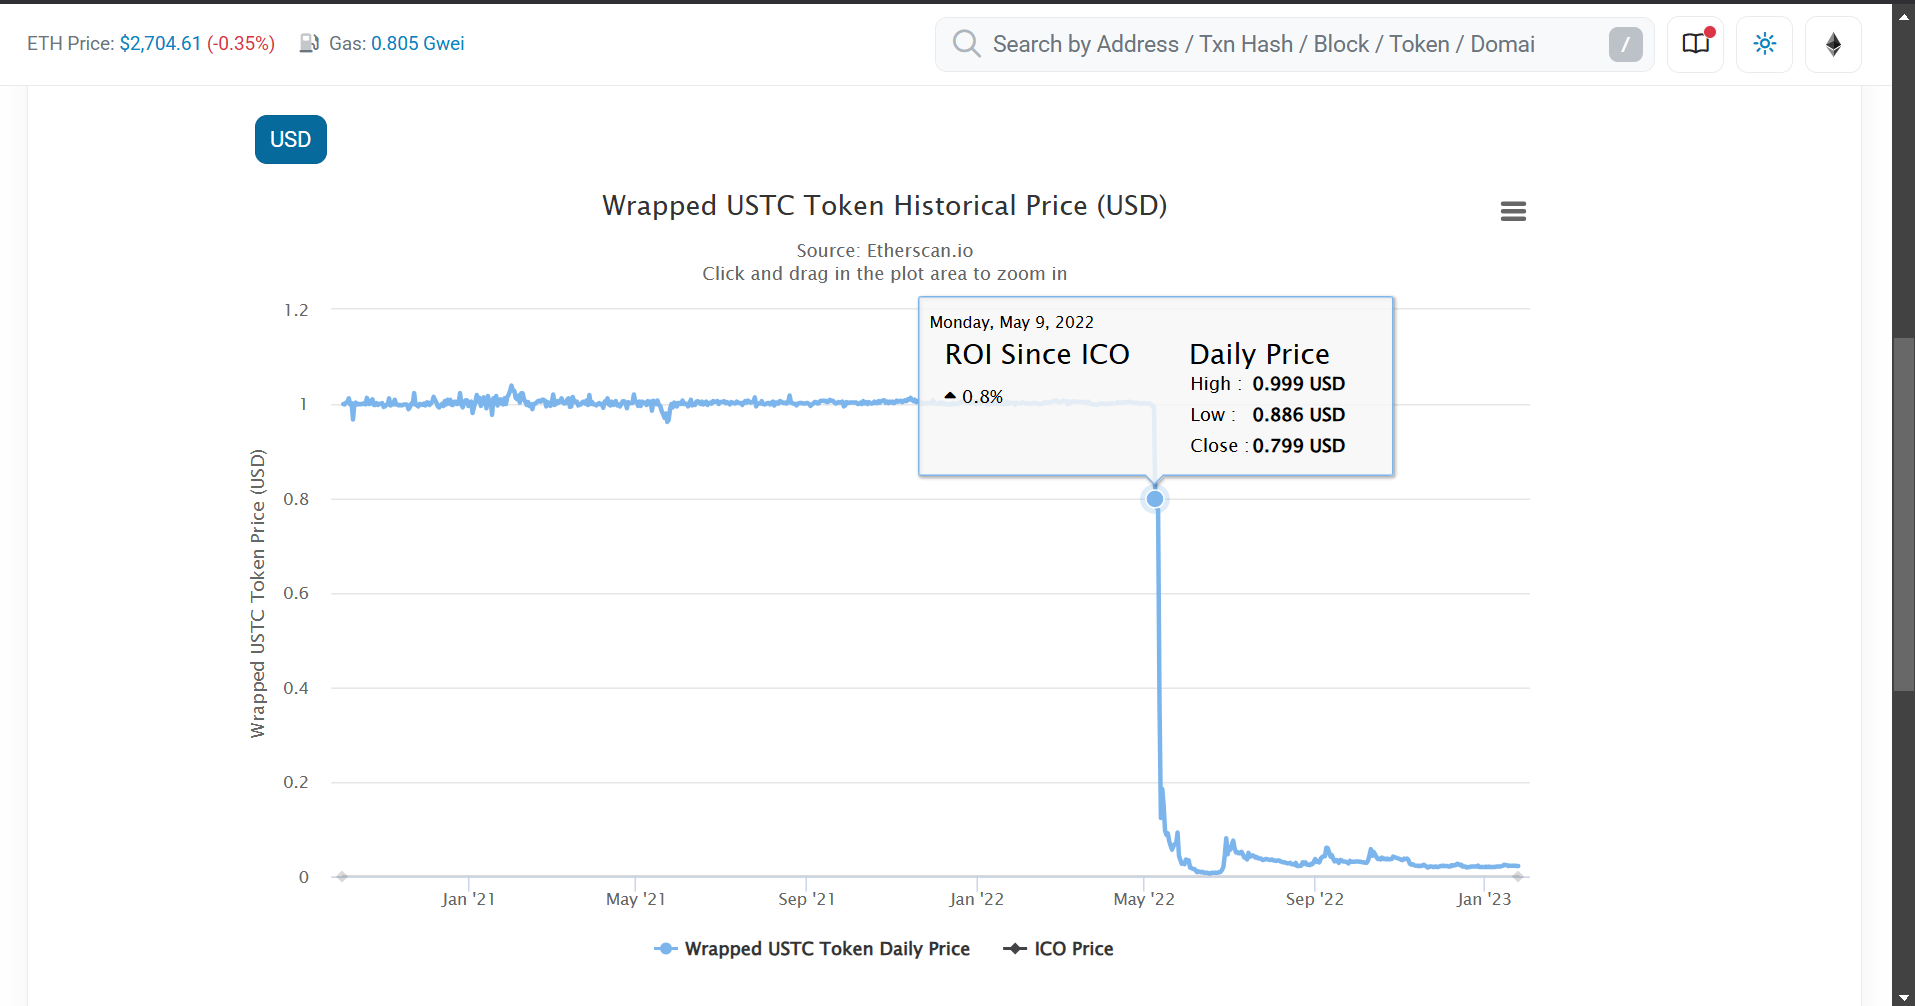 ETH Price: $2,704.61 (-0.35%) Gas: 0.805 Gwei
Search by Address / Txn Hash / Block / Token / Domai /
USD
Wrapped USTC Token Historical Price (USD)
Source: Etherscan.io
Click and drag in the plot area to zoom in
Monday, May 9, 2022
ROI Since ICO
0.8%
Daily Price
High : 0.999 USD
Low : 0.886 USD
Close : 0.799 USD
Wrapped USTC Token Price (USD)
1.2
1
0.8
0.6
0.4
0.2
0
Jan '21 May '21 Sep '21 Jan '22 May '22 Sep '22 Jan '23
Wrapped USTC Token Daily Price ICO Price